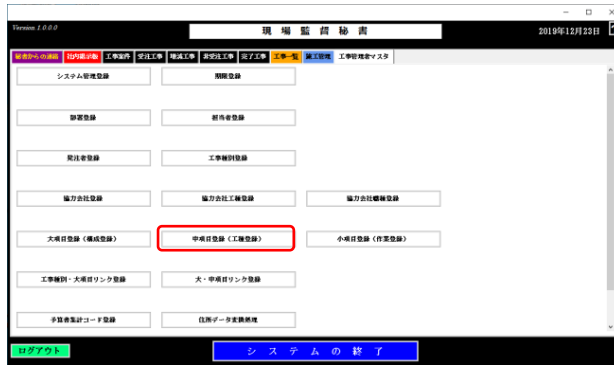 Version 1.0.0.0 現場監督秘書 2019年12月23日
秘書からの連絡 社内掲示板 工事案件 受注工事 増減工事 非受注工事 完了工事 工事一覧 施工管理 工事管理者マスタ
システム管理登録 期限登録
部署登録 担当者登録
発注者登録 工事種別登録
協力会社登録 協力会社工種登録 協力会社職種登録
大項目登録（構成登録） 中項目登録（工種登録） 小項目登録（作業登録）
工事種別・大項目リンク登録 大・中項目リンク登録
予算書集計コード登録 住所データ変換処理
ログアウト システムの終了